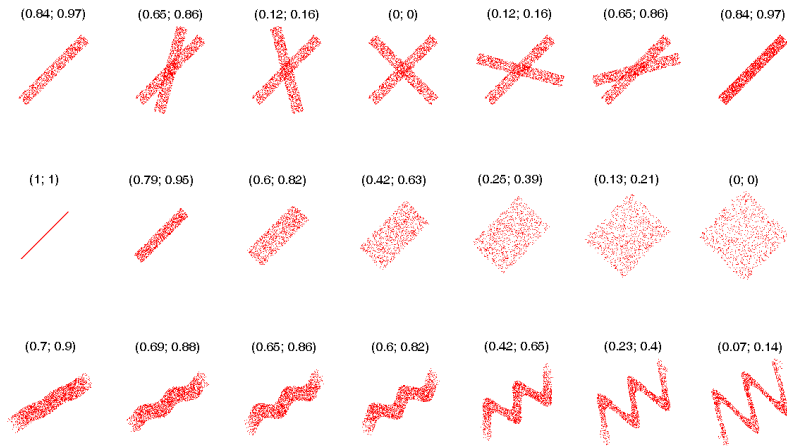 (0.84; 0.97) (0.65; 0.86) (0.12; 0.16) (0; 0) (0.12; 0.16) (0.65; 0.86) (0.84; 0.97)
(1; 1) (0.79; 0.95) (0.6; 0.82) (0.42; 0.63) (0.25; 0.39) (0.13; 0.21) (0; 0)
(0.7; 0.9) (0.69; 0.88) (0.65; 0.86) (0.6; 0.82) (0.42; 0.65) (0.23; 0.4) (0.07; 0.14)